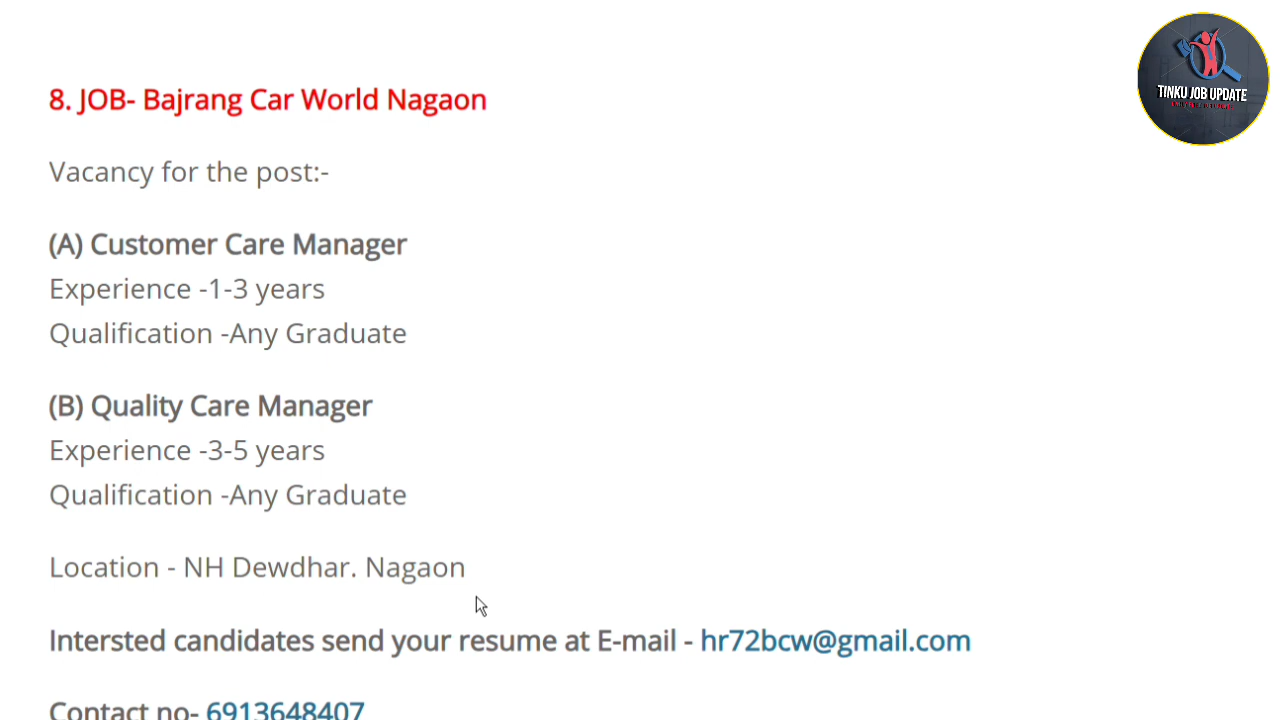 8. JOB- Bajrang Car World Nagaon
TINKU JOB UPDATE
Vacancy for the post:-
(A) Customer Care Manager
Experience -1-3 years
Qualification -Any Graduate
(B) Quality Care Manager
Experience -3-5 years
Qualification -Any Graduate
Location - NH Dewdhar. Nagaon
Intersted candidates send your resume at E-mail - hr72bcw@gmail.com
Contact no- 6913648407